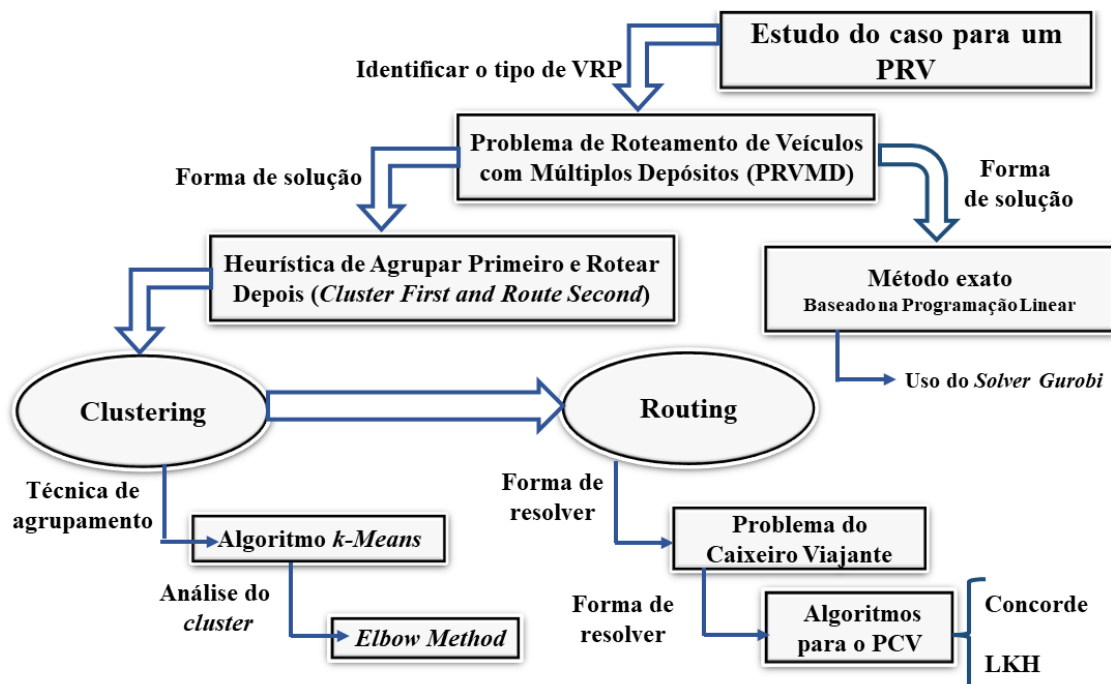 Estudo do caso para um
PRV
Identificar o tipo de VRP
Problema de Roteamento de Veículos
com Múltiplos Depósitos (PRVMD)
Forma de solução
Forma
de solução
Heurística de Agrupar Primeiro e Rotear
Depois (Cluster First and Route Second)
Método exato
Baseado na Programação Linear
Uso do Solver Gurobi
Clustering
Routing
Técnica de
agrupamento
Algoritmo k-Means
Análise do
cluster
Elbow Method
Forma de
resolver
Problema do
Caixeiro Viajante
Forma de
resolver
Algoritmos
para o PCV
Concorde
LKH